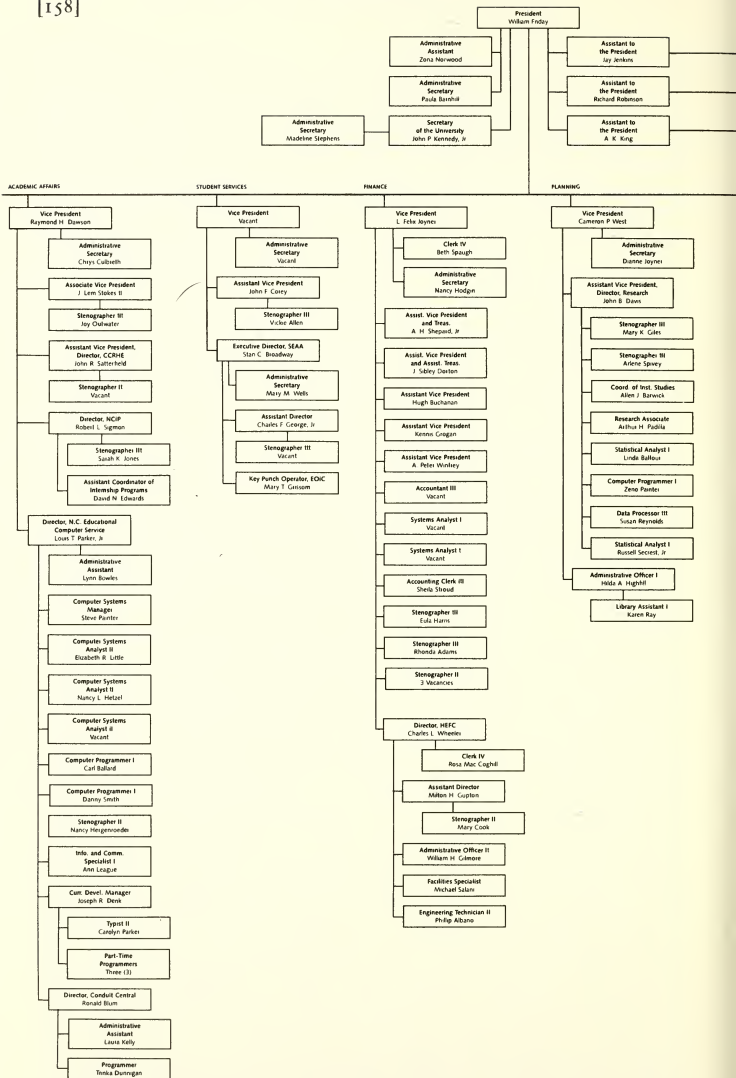 [158]
President
William Friday
Administrative
Assistant
Zona Norwood
Assistant to
the President
Jay Jenkins
Administrative
Secretary
Paula Barnhill
Assistant to
the President
Richard Robinson
Administrative
Secretary
Madeline Stephens
Secretary
of the University
John P Kennedy, Jr
Assistant to
the President
A K King
ACADEMIC AFFAIRS
Vice President
Raymond H Dawson
Administrative
Secretary
Chrys Culbreth
Associate Vice President
J Lem Stokes II
Stenographer III
Joy Outwater
Assistant Vice President,
Director, CCRHE
John R Satterfield
Stenographer II
Vacant
Director, NCIP
Robert L Sigmon
Stenographer III
Sarah K Jones
Assistant Coordinator of
Internship Programs
David N Edwards
Director, N.C. Educational
Computer Service
Louis T Parker, Jr
Administrative
Assistant
Lynn Bowles
Computer Systems
Manager
Steve Painter
Computer Systems
Analyst II
Elizabeth R Little
Computer Systems
Analyst II
Nancy L Hetzel
Computer Systems
Analyst II
Vacant
Computer Programmer I
Carl Ballard
Computer Programmer I
Danny Smith
Stenographer II
Nancy Hergenroeder
Info. and Comm.
Specialist I
Ann League
Curr. Devel. Manager
Joseph R Denk
Typist II
Carolyn Parker
Part-Time
Programmers
Three (3)
Director, Conduit Central
Ronald Blum
Administrative
Assistant
Laura Kelly
Programmer
Trinka Dunnigan
STUDENT SERVICES
Vice President
Vacant
Administrative
Secretary
Vacant
Assistant Vice President
John F Corey
Stenographer III
Vickie Allen
Executive Director, SEAA
Stan C Broadway
Administrative
Secretary
Mary M Wells
Assistant Director
Charles F George, Jr
Stenographer III
Vacant
Key Punch Operator, EOIC
Mary T Grissom
FINANCE
Vice President
L Felix Joyner
Clerk IV
Beth Spaugh
Administrative
Secretary
Nancy Hodgin
Assist. Vice President
and Treas.
A H Shepard, Jr
Assist. Vice President
and Assist. Treas.
J Sibley Dorton
Assistant Vice President
Hugh Buchanan
Assistant Vice President
Kennis Grogan
Assistant Vice President
A Peter Winfrey
Accountant III
Vacant
Systems Analyst I
Vacant
Systems Analyst I
Vacant
Accounting Clerk III
Sheila Stroud
Stenographer III
Eula Harris
Stenographer III
Rhonda Adams
Stenographer II
3 Vacancies
Director, HEFC
Charles L Wheeler
Clerk IV
Rosa Mac Coghill
Assistant Director
Milton H Gupton
Stenographer II
Mary Cook
Administrative Officer II
William H Gilmore
Facilities Specialist
Michael Salam
Engineering Technician II
Phillip Albano
PLANNING
Vice President
Cameron P West
Administrative
Secretary
Dianne Joyner
Assistant Vice President,
Director, Research
John B Davis
Stenographer III
Mary K Giles
Stenographer III
Arlene Spivey
Coord of Inst. Studies
Allen J Barwick
Research Associate
Arthur H Padilla
Statistical Analyst I
Linda Balfour
Computer Programmer I
Zeno Painter
Data Processor III
Susan Reynolds
Statistical Analyst I
Russell Secrest, Jr
Administrative Officer I
Hilda A Highfill
Library Assistant I
Karen Ray